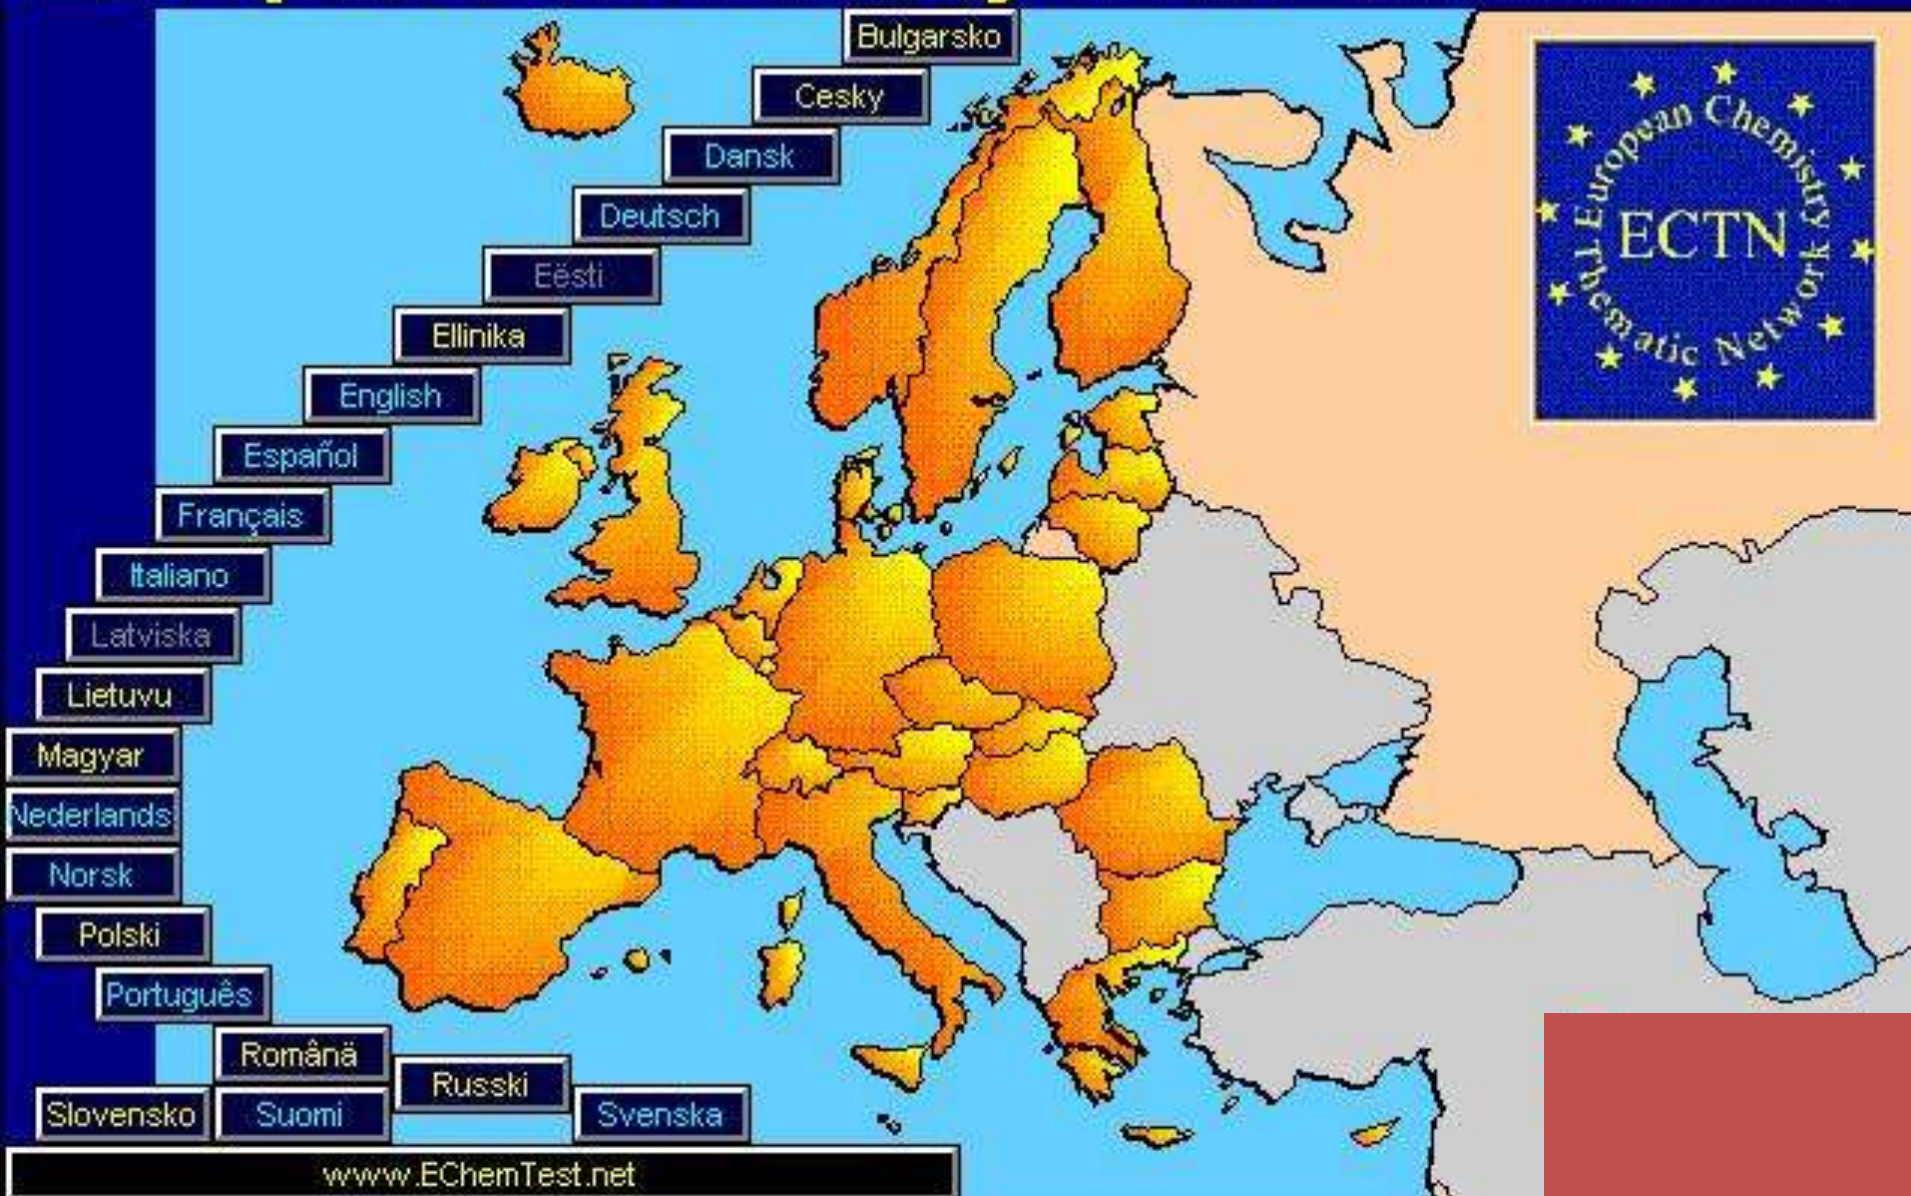 Bulgarsko
Cesky
Dansk
Deutsch
Eësti
Ellinika
English
Español
Français
Italiano
Latviska
Lietuvu
Magyar
Nederlands
Norsk
Polski
Português
Românä
Russki
Slovensko
Suomi
Svenska
wwww.EChemTest.net
European Chemistry
ECTN
Thematic Network